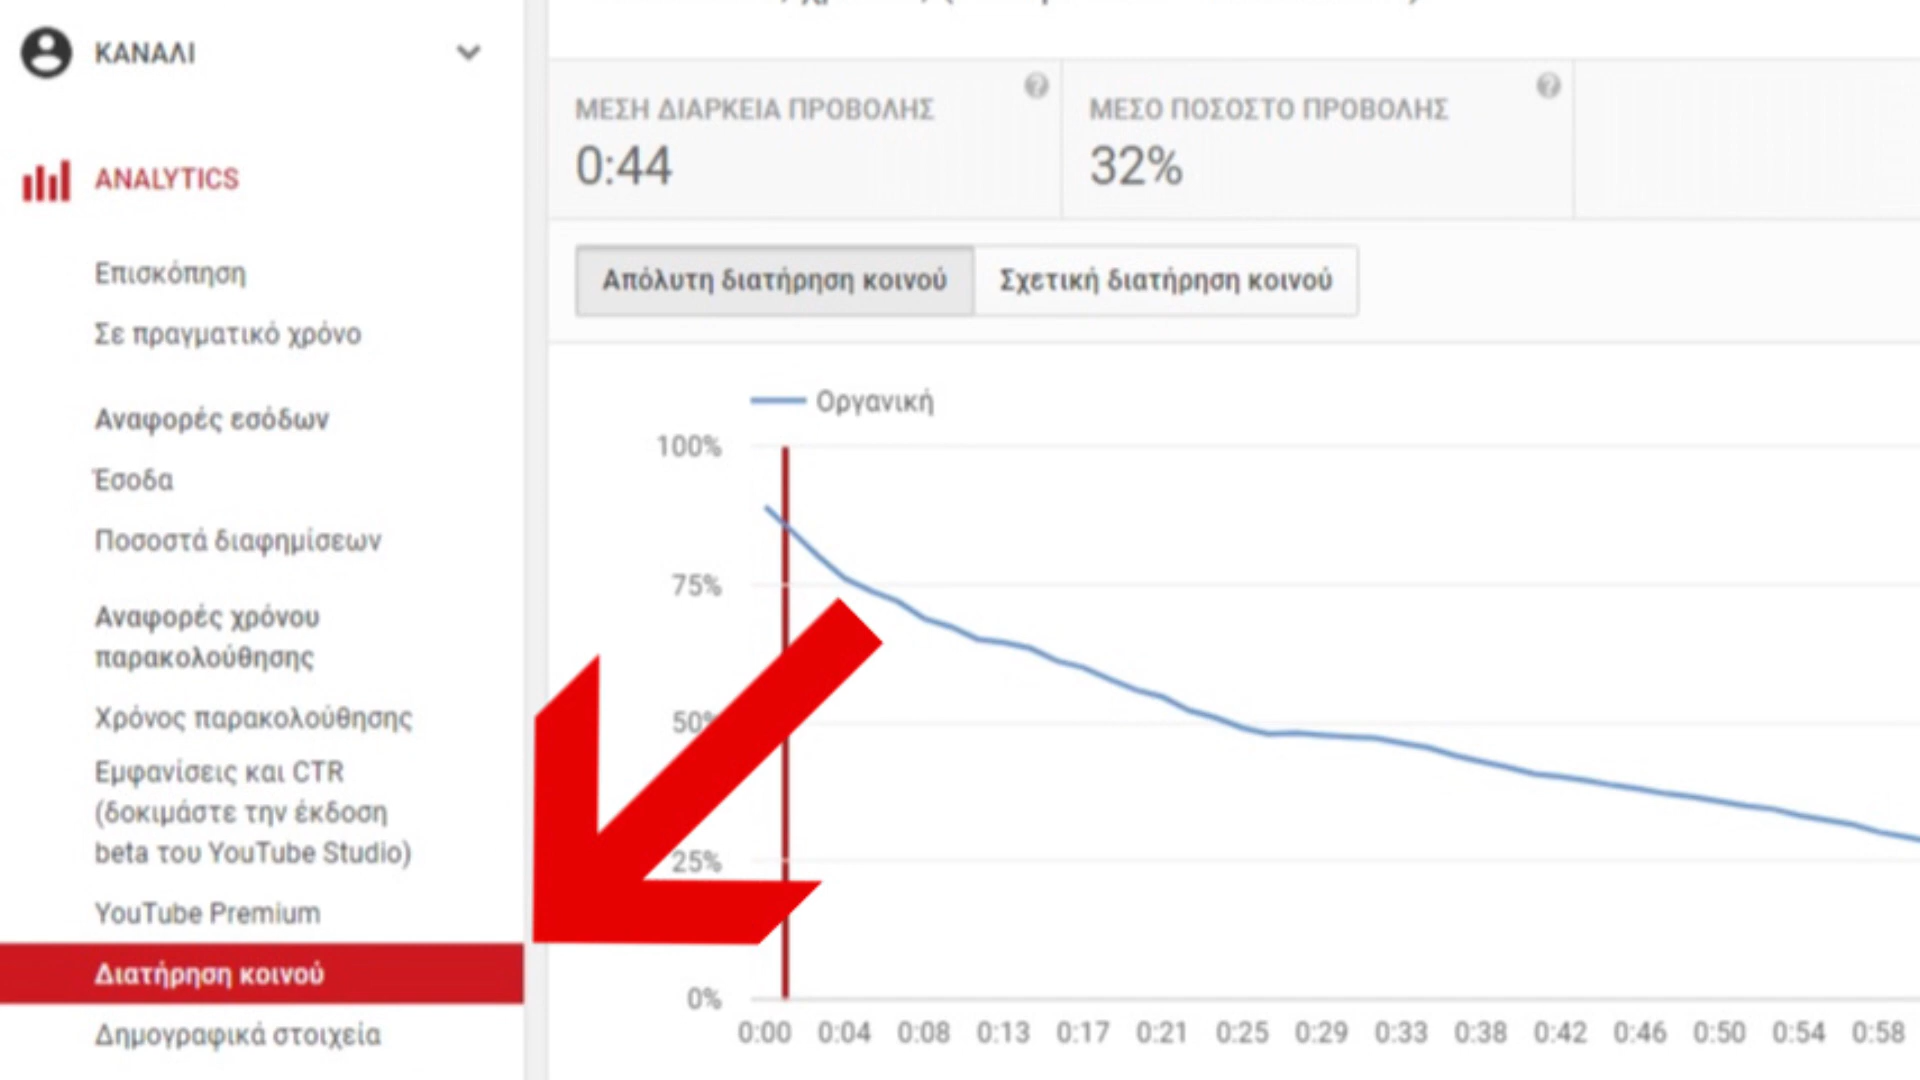 ΚΑΝΑΛΙ
ANALYTICS
Επισκόπηση
Σε πραγματικό χρόνο
Αναφορές εσόδων
Έσοδα
Ποσοστά διαφημίσεων
Αναφορές χρόνου
παρακολούθησης
Χρόνος παρακολούθησης
Εμφανίσεις και CTR
(δοκιμάστε την έκδοση
beta του YouTube Studio)
YouTube Premium
Διατήρηση κοινού
Δημογραφικά στοιχεία
ΜΕΣΗ ΔΙΑΡΚΕΙΑ ΠΡΟΒΟΛΗΣ ?
0:44
ΜΕΣΟ ΠΟΣΟΣΤΟ ΠΡΟΒΟΛΗΣ ?
32%
Απόλυτη διατήρηση κοινού Σχετική διατήρηση κοινού
Οργανική
100%
75%
50%
25%
0%
0:00 0:04 0:08 0:13 0:17 0:21 0:25 0:29 0:33 0:38 0:42 0:46 0:50 0:54 0:58